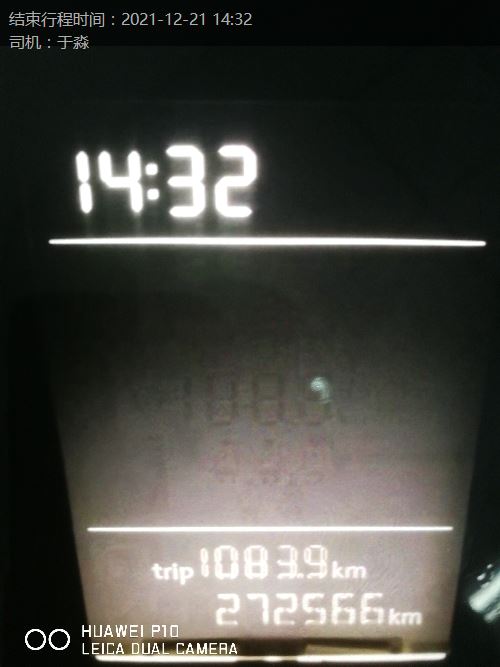 结束行程时间：2021-12-21 14:32
司机：于淼
14:32
trip 1083.9 km
272566 km
HUAWEI P10
LEICA DUAL CAMERA